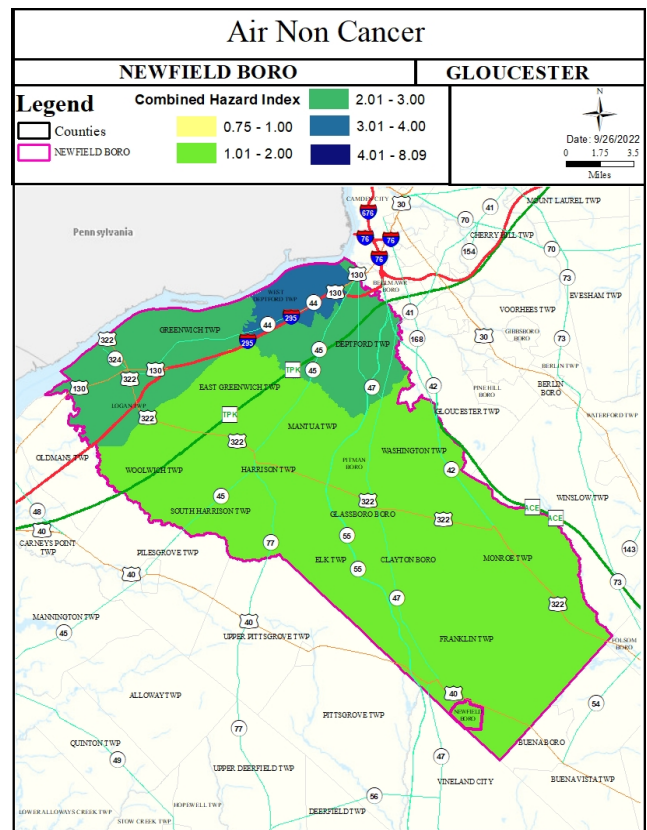 Air Non Cancer
NEWFIELD BORO
GLOUCESTER
Legend
Counties
NEWFIELD BORO
Combined Hazard Index
0.75 - 1.00
1.01 - 2.00
2.01 - 3.00
3.01 - 4.00
4.01 - 8.09
N
Date: 9/26/2022
0 1.75 3.5
Miles
CAMDEN CITY
30
41
MOUNT LAUREL TWP
676
70
Pennsylvania
76
76
CHERRY HILL TWP
154
70
76
130
BELLMAWR BORO
73
WEST DEPTFORD TWP
130
EVESHAM TWP
44
295
41
VOORHEES TWP
GREENWICH TWP
44
322
295
45
DEPTFORD TWP
168
30
GIBBSBORO BORO
73
324
130
TPK
45
BERLIN TWP
322
130
EAST GREENWICH TWP
47
42
PINE HILL BORO
BERLIN BORO
LOGAN TWP
322
TPK
GLOUCESTER TWP
WATERFORD TWP
MANTUA TWP
322
OLDMANS TWP
WOOLWICH TWP
HARRISON TWP
PITMAN BORO
WASHINGTON TWP
42
45
322
WINSLOW TWP
48
SOUTH HARRISON TWP
GLASSBORO BORO
322
ACE
ACE
40
CARNEYS POINT TWP
PILESGROVE TWP
77
55
143
40
ELK TWP
55
CLAYTON BORO
MONROE TWP
73
47
322
MANNINGTON TWP
40
45
UPPER PITTSGROVE TWP
FRANKLIN TWP
FOLSOM BORO
ALLOWAY TWP
40
54
PITTSGROVE TWP
NEWFIELD BORO
77
QUINTON TWP
BUENA BORO
49
47
UPPER DEERFIELD TWP
VINELAND CITY
BUENA VISTA TWP
56
LOWER ALLOWAYS CREEK TWP
HOPEWELL TWP
DEERFIELD TWP
STOW CREEK TWP